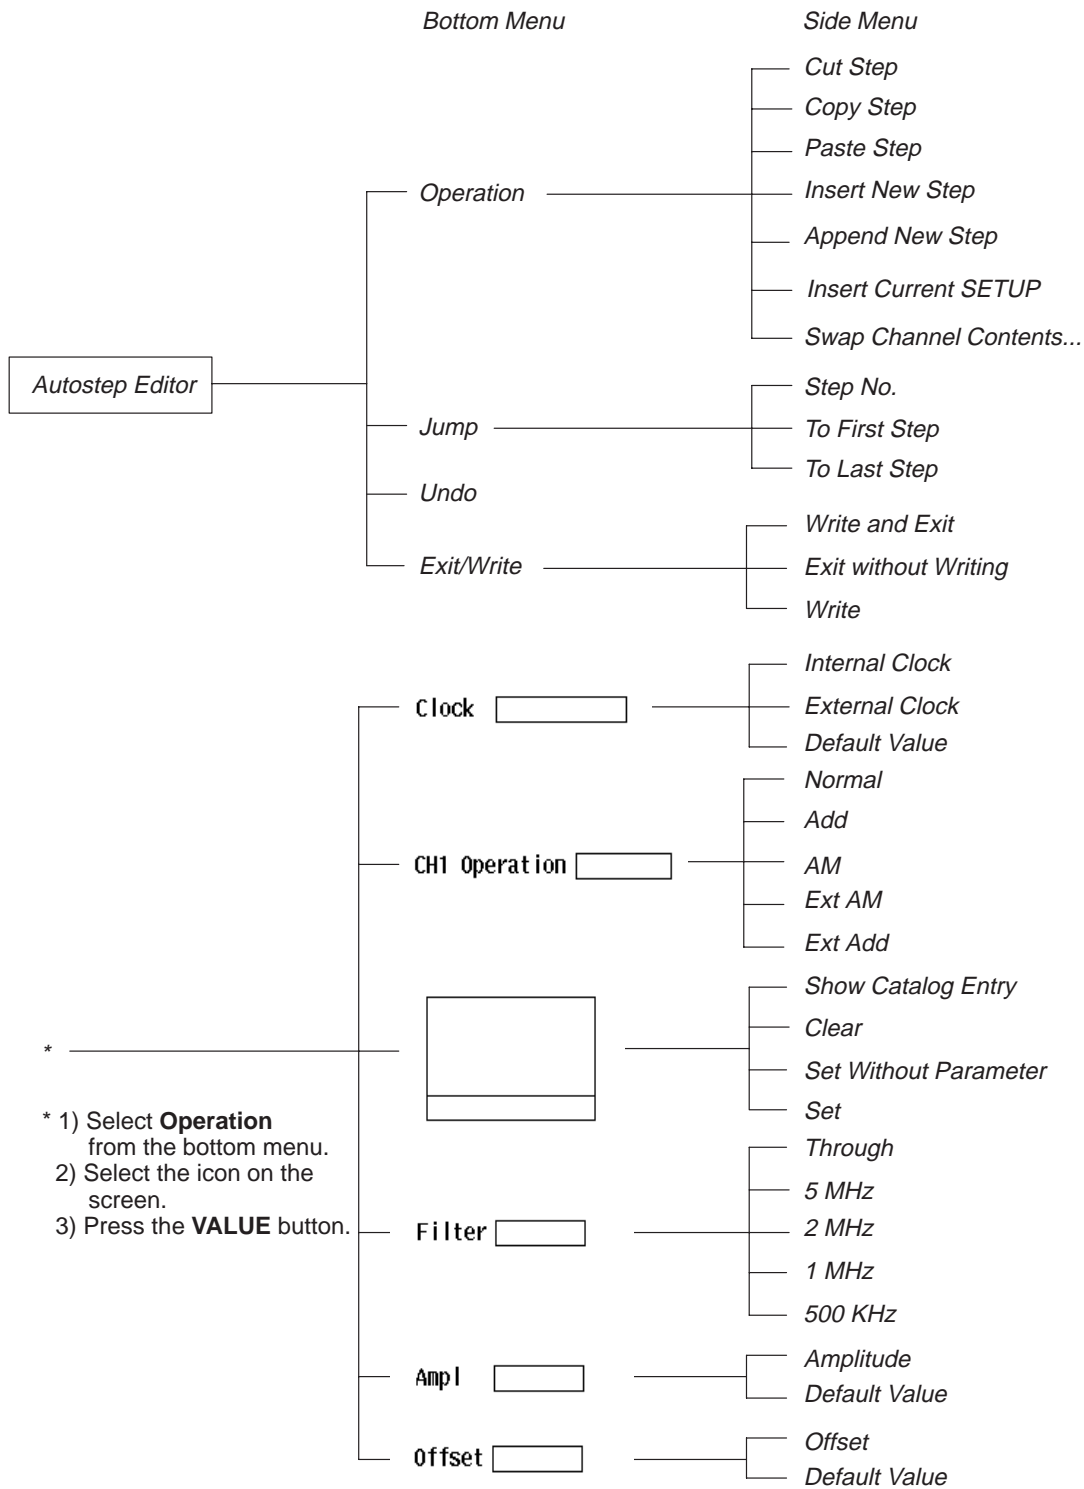 Bottom Menu Side Menu
Cut Step
Copy Step
Paste Step
Operation Insert New Step
Append New Step
Insert Current SETUP
Swap Channel Contents...
Autostep Editor
Step No.
Jump To First Step
To Last Step
Undo
Write and Exit
Exit/Write Exit without Writing
Write
Internal Clock
Clock External Clock
Default Value
Normal
Add
CH1 Operation AM
Ext AM
Ext Add
Show Catalog Entry
Clear
*
Set Without Parameter
Set
* 1) Select Operation
from the bottom menu.
2) Select the icon on the
screen.
3) Press the VALUE button.
Through
5 MHz
Filter 2 MHz
1 MHz
500 KHz
Amplitude
Ampl
Default Value
Offset
Offset
Default Value